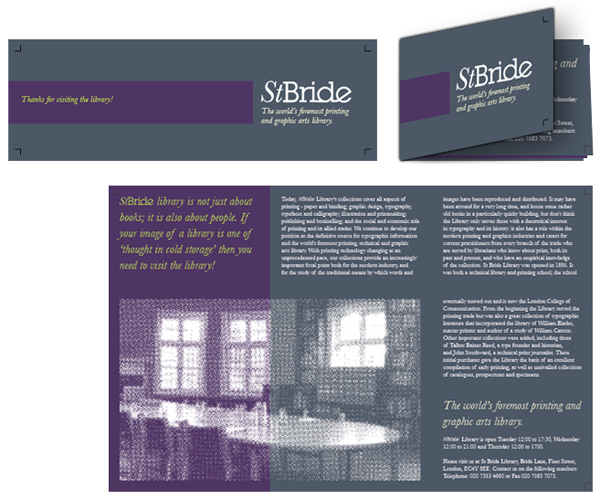 Thanks for visiting the library!
StBride
The world's foremost printing
and graphic arts library.
StBride
The world's foremost printing
and graphic arts library.
and
Wednesday
Street,
numbers:
020 7683 7073.
StBride library is not just about
books; it is also about people. If
your image of a library is one of
'thought in cold storage' then you
need to visit the library!
Today, StBride Library's collections cover all aspects of
printing - paper and binding; graphic design, typography,
typefaces and calligraphy; illustration and printmaking;
publishing and bookselling; and the social and economic side
of printing and its allied trades. We continue to develop our
position as the definitive source for typographic information
and the world's foremost printing, technical and graphic
arts library. With printing technology changing at an
unprecedented pace, our collections provide an increasingly
important focal point both for the modern industry and
for the study of the traditional means by which words and
images have been reproduced and distributed. It may have
been around for a very long time, and house some rather
old books in a particularly quirky building, but don't think
the Library only serves those with a theoretical interest
in typography and its history: it also has a role within the
modern printing and graphics industries and caters for
current practitioners from every branch of the trade who
are served by librarians who know about print, both in
past and present, and who have an empirical knowledge
of the collection. St Bride Library was opened in 1895. It
was both a technical library and printing school; the school
eventually moved out and it now the London College of
Communication. From the beginning the Library served the
printing trade but was also a great collection of typographic
literature that incorporated the library of William Blades,
master printer and author of a study of William Caxton.
Other important collections were added, including those
of Talbot Baines Reed, a type founder and historian,
and John Southward, a technical print journalist. These
initial purchases gave the Library the basis of an excellent
compilation of early printing, as well as unrivalled collections
of catalogues, prospectuses and specimens.
The world's foremost printing and
graphic arts library.
StBride Library is open Tuesday 12:00 to 17:30, Wednesday
12:00 to 21:00 and Thursday 12:00 to 1700.
Please visit us at St Bride Library, Bride Lane, Fleet Street,
London, EC4Y 8EE. Contact us on the following numbers:
Telephone: 020 7363 4660 or Fax 020 7683 7073.